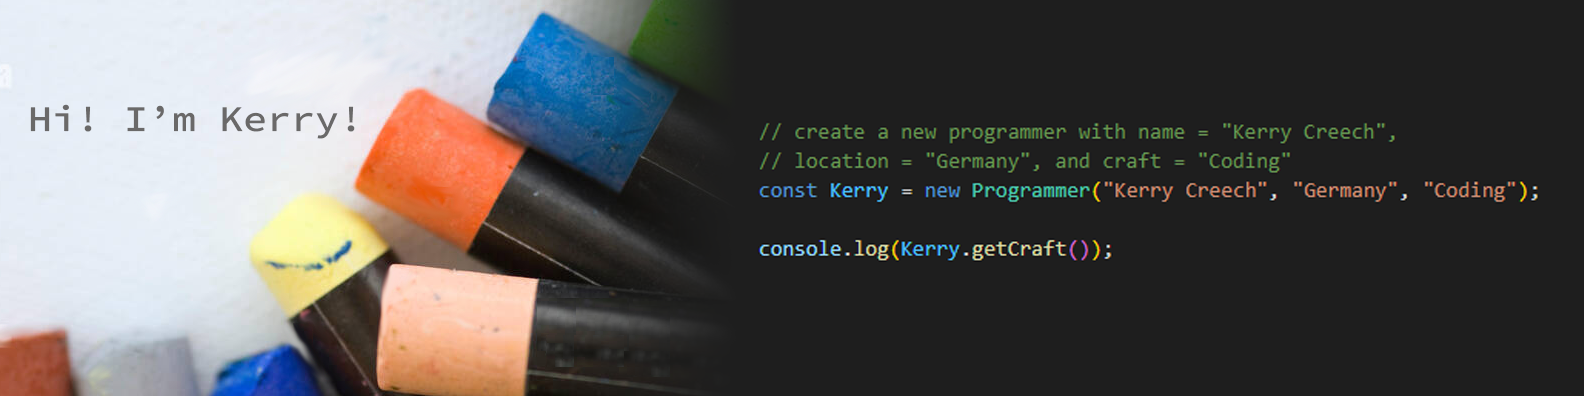 Hi! I’m Kerry!
// create a new programmer with name = "Kerry Creech",
// location = "Germany", and craft = "Coding"
const Kerry = new Programmer("Kerry Creech", "Germany", "Coding");
console.log(Kerry.getCraft());